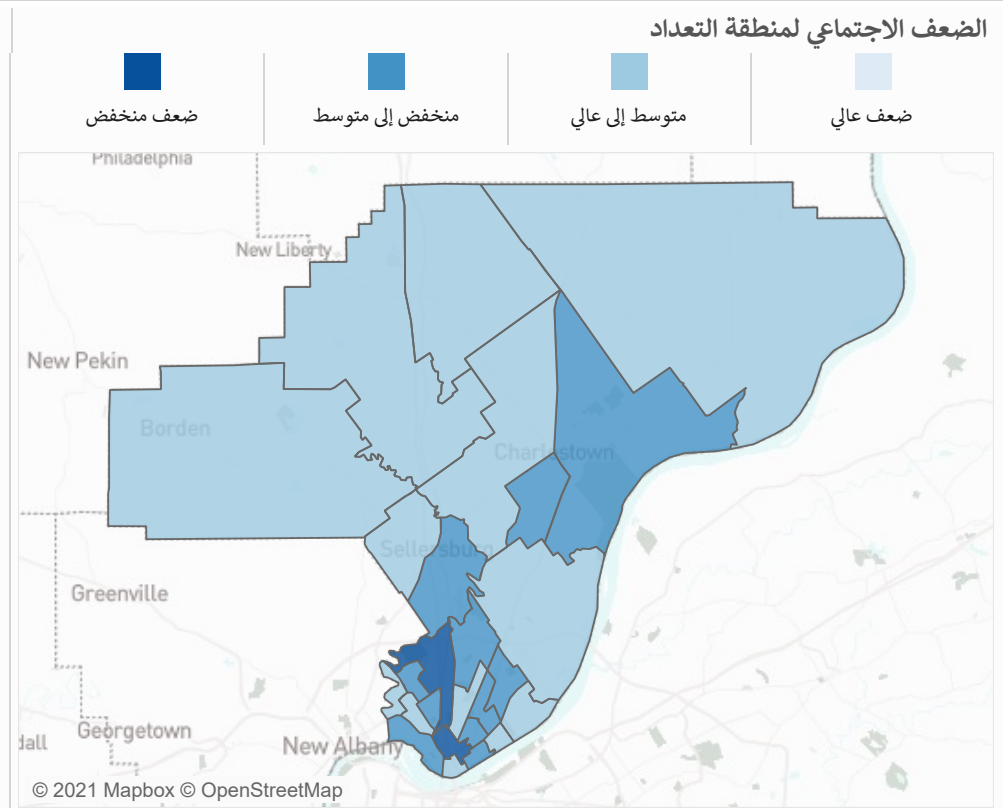 الضعف الاجتماعي لمنطقة التعداد
ضعف عالي
متوسط إلى عالي
منخفض إلى متوسط
ضعف منخفض
Philadelphia
New Liberty
New Pekin
Borden
Charlestown
Sellersburg
Greenville
Georgetown
New Albany
© 2021 Mapbox © OpenStreetMap